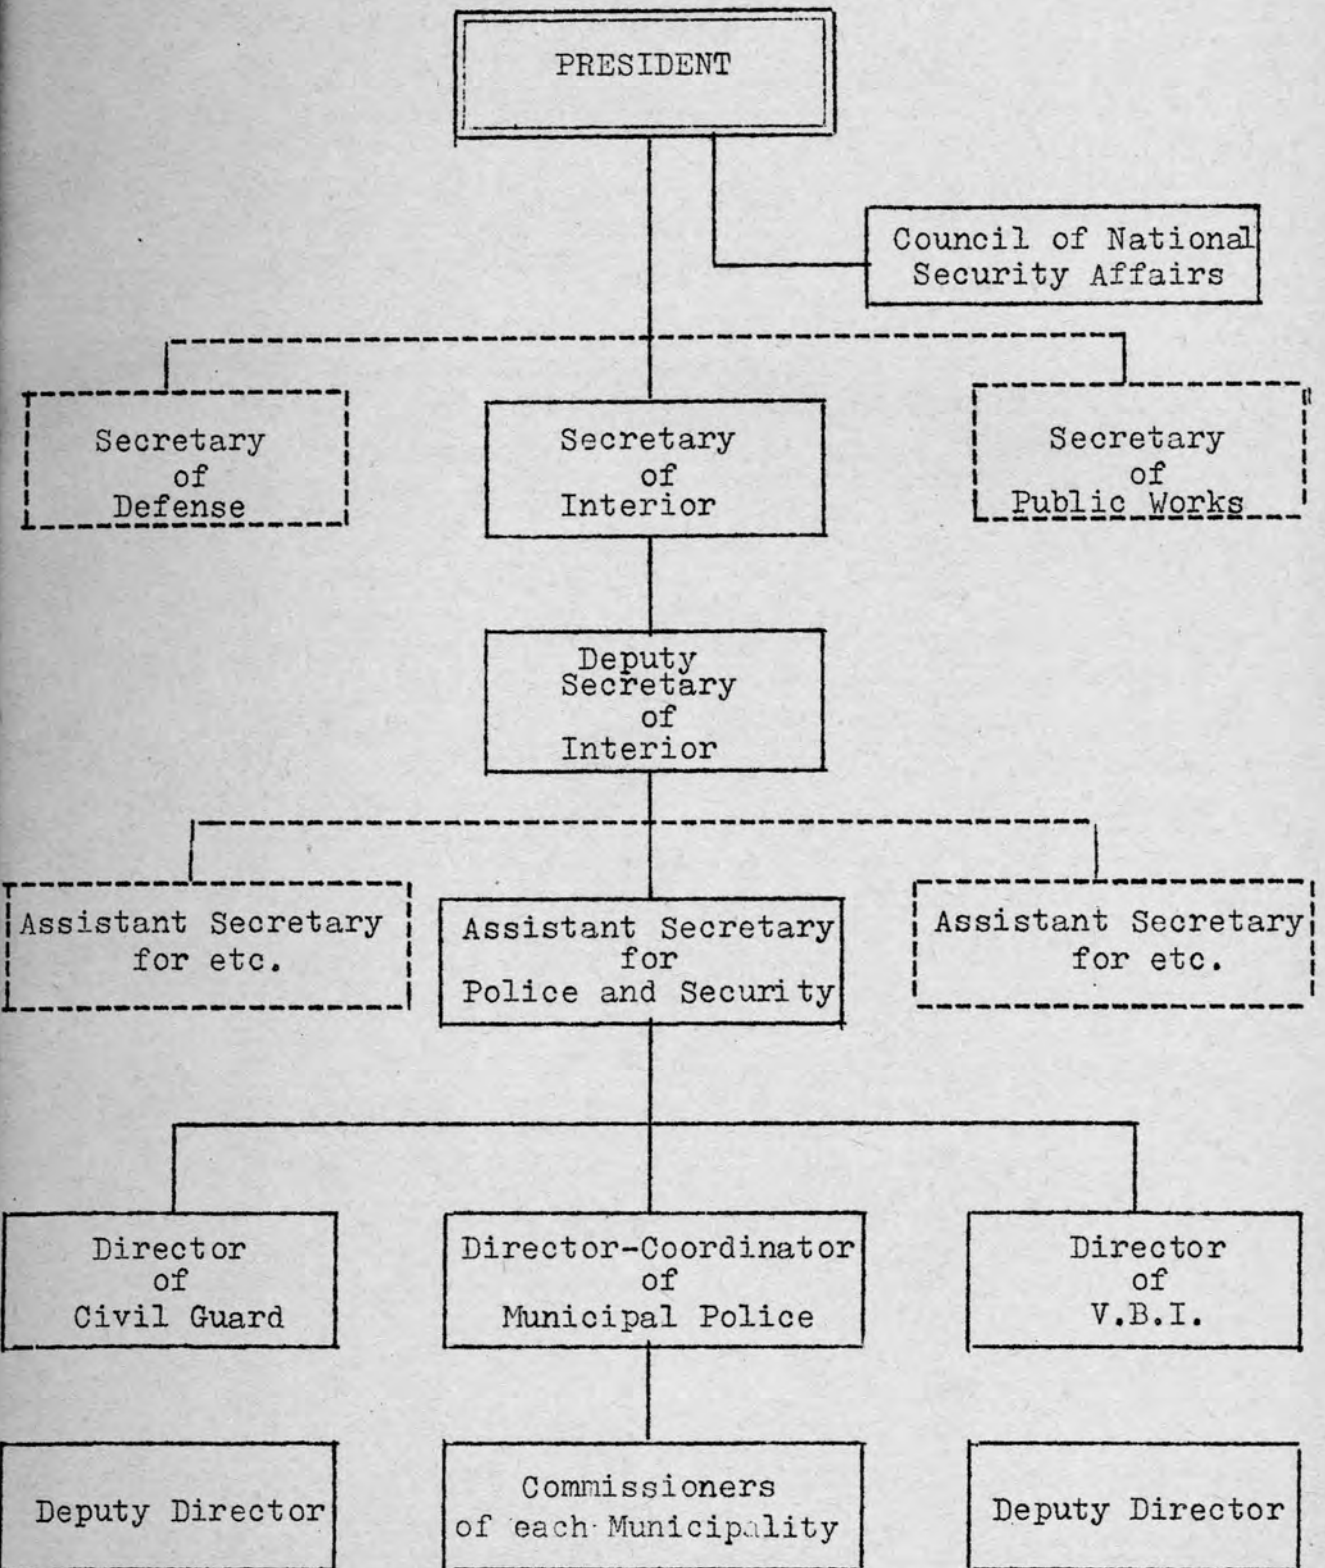 PRESIDENT
Council of National
Security Affairs
Secretary
of
Defense
Secretary
of
Interior
Secretary
of
Public Works
Deputy
Secretary
of
Interior
Assistant Secretary
for etc.
Assistant Secretary
for
Police and Security
Assistant Secretary
for etc.
Director
of
Civil Guard
Director-Coordinator
of
Municipal Police
Director
of
V.B.I.
Deputy Director
Commissioners
of each Municipality
Deputy Director